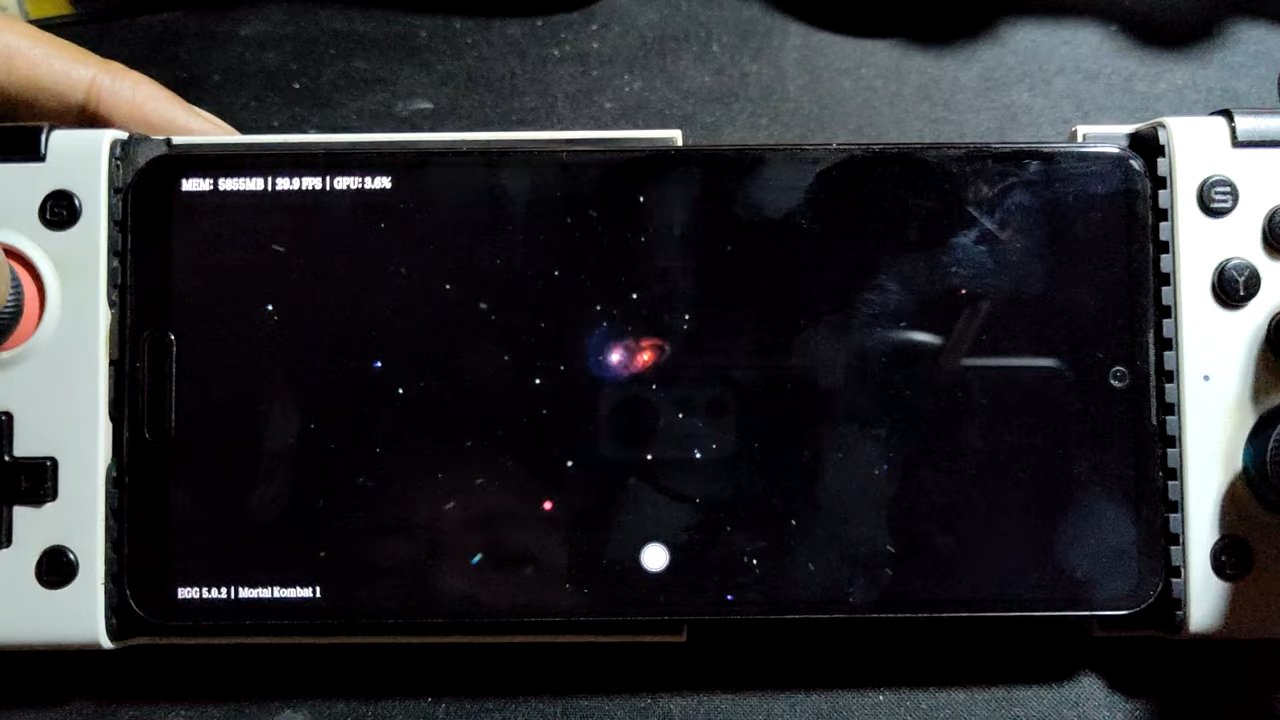 MEM: 5855MB | 29.9 FPS | GPU: 3.6%
S
Y
EGG 5.0.2 | Mortal Kombat 1